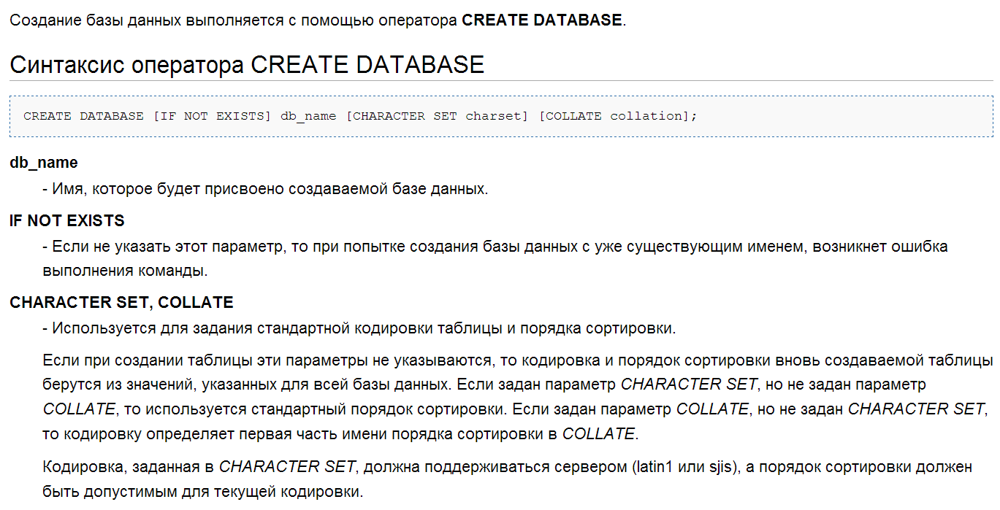 Создание базы данных выполняется с помощью оператора CREATE DATABASE.
Синтаксис оператора CREATE DATABASE
CREATE DATABASE [IF NOT EXISTS] db_name [CHARACTER SET charset] [COLLATE collation];
db_name
- Имя, которое будет присвоено создаваемой базе данных.
IF NOT EXISTS
- Если не указать этот параметр, то при попытке создания базы данных с уже существующим именем, возникнет ошибка
выполнения команды.
CHARACTER SET, COLLATE
- Используется для задания стандартной кодировки таблицы и порядка сортировки.
Если при создании таблицы эти параметры не указываются, то кодировка и порядок сортировки вновь создаваемой таблицы
берутся из значений, указанных для всей базы данных. Если задан параметр CHARACTER SET, но не задан параметр
COLLATE, то используется стандартный порядок сортировки. Если задан параметр COLLATE, но не задан CHARACTER SET,
то кодировку определяет первая часть имени порядка сортировки в COLLATE.
Кодировка, заданная в CHARACTER SET, должна поддерживаться сервером (latin1 или sjis), а порядок сортировки должен
быть допустимым для текущей кодировки.